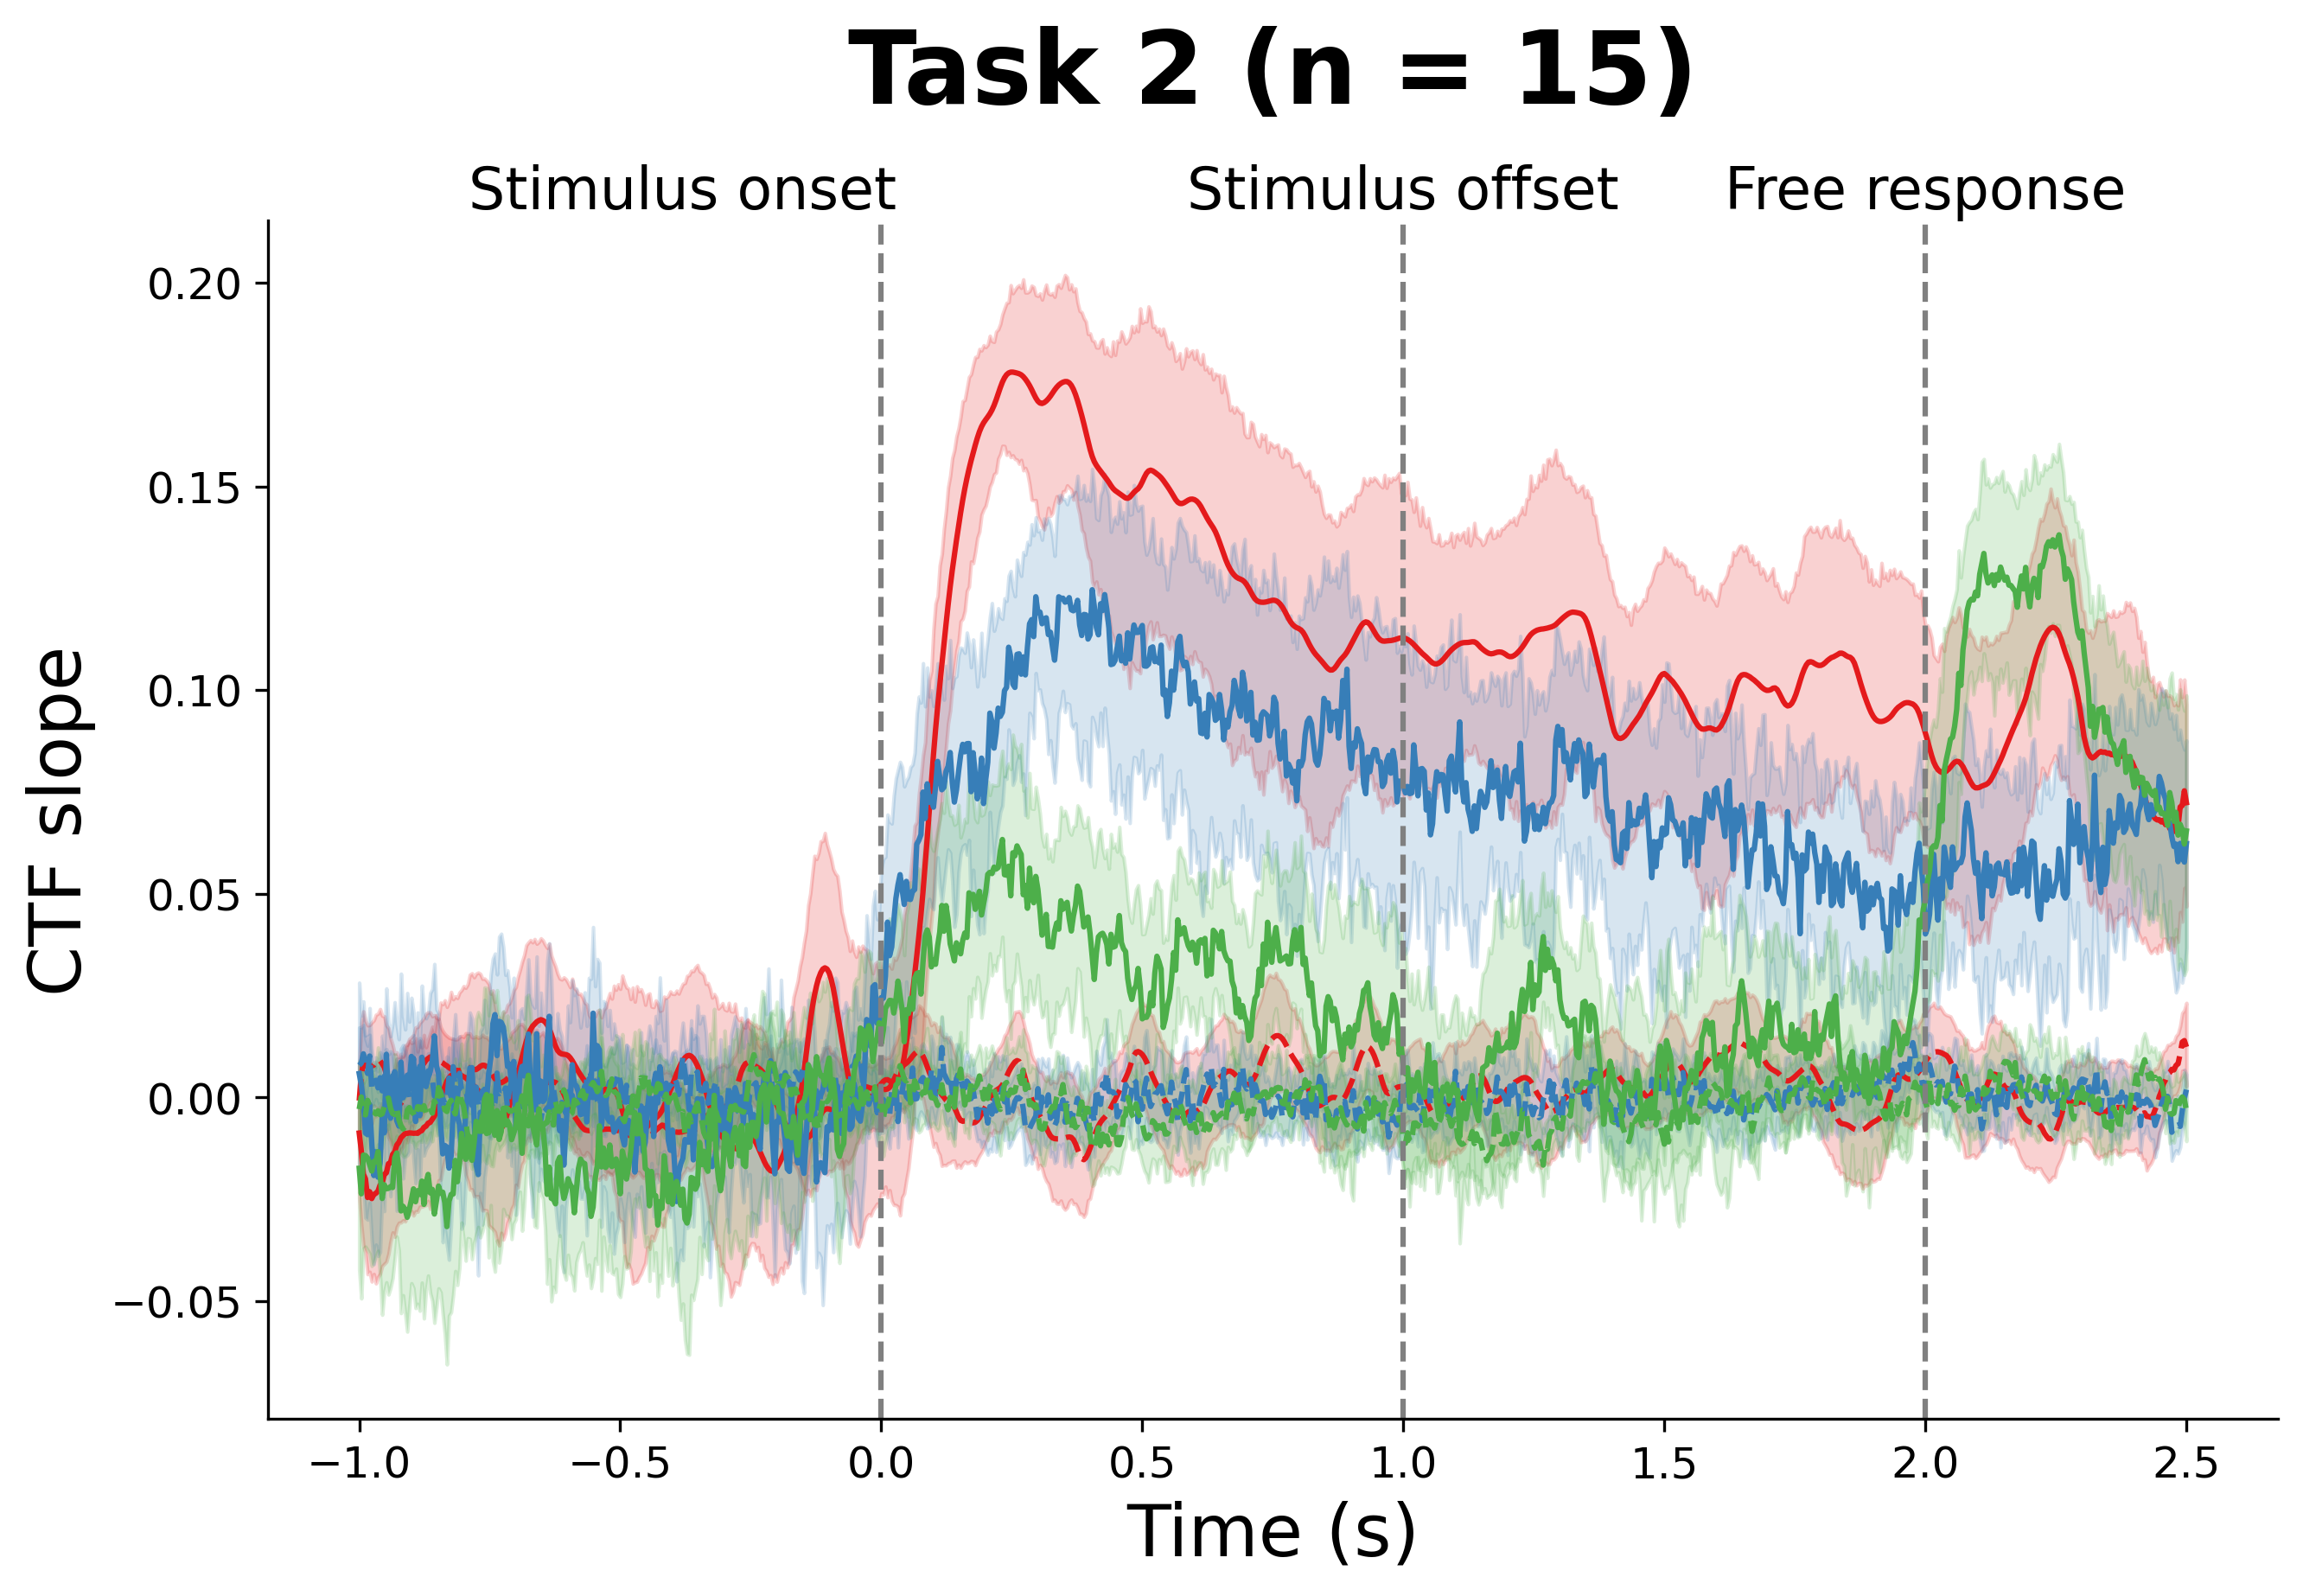 Task 2 (n = 15)
Stimulus onset
Stimulus offset
Free response
0.20
0.15
0.10
0.05
0.00
−0.05
CTF slope
−1.0
−0.5
0.0
0.5
1.0
1.5
2.0
2.5
Time (s)